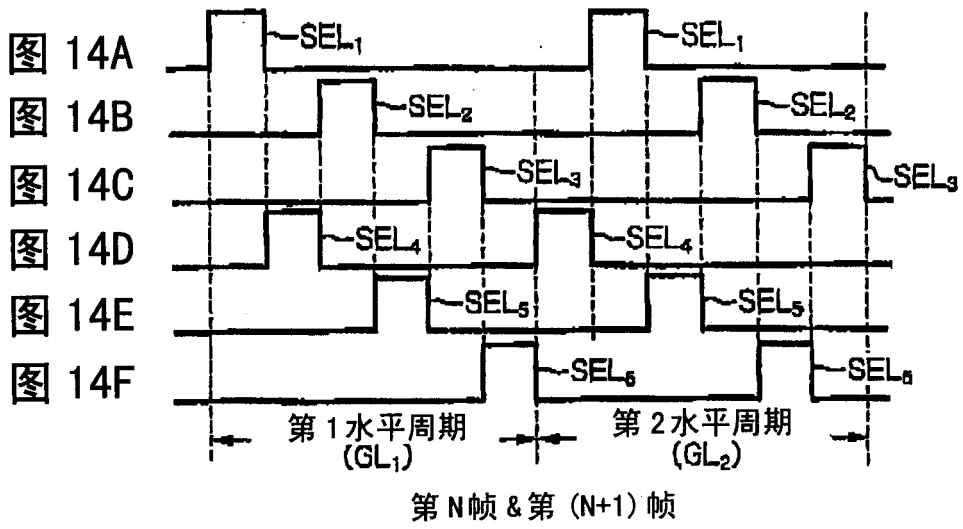 图 14A SEL1 SEL1
图 14B SEL2 SEL2
图 14C SEL3 SEL3
图 14D SEL4 SEL4
图 14E SEL5 SEL5
图 14F SEL6 SEL6
第1水平周期 (GL1)
第2水平周期 (GL2)
第N帧&第(N+1)帧